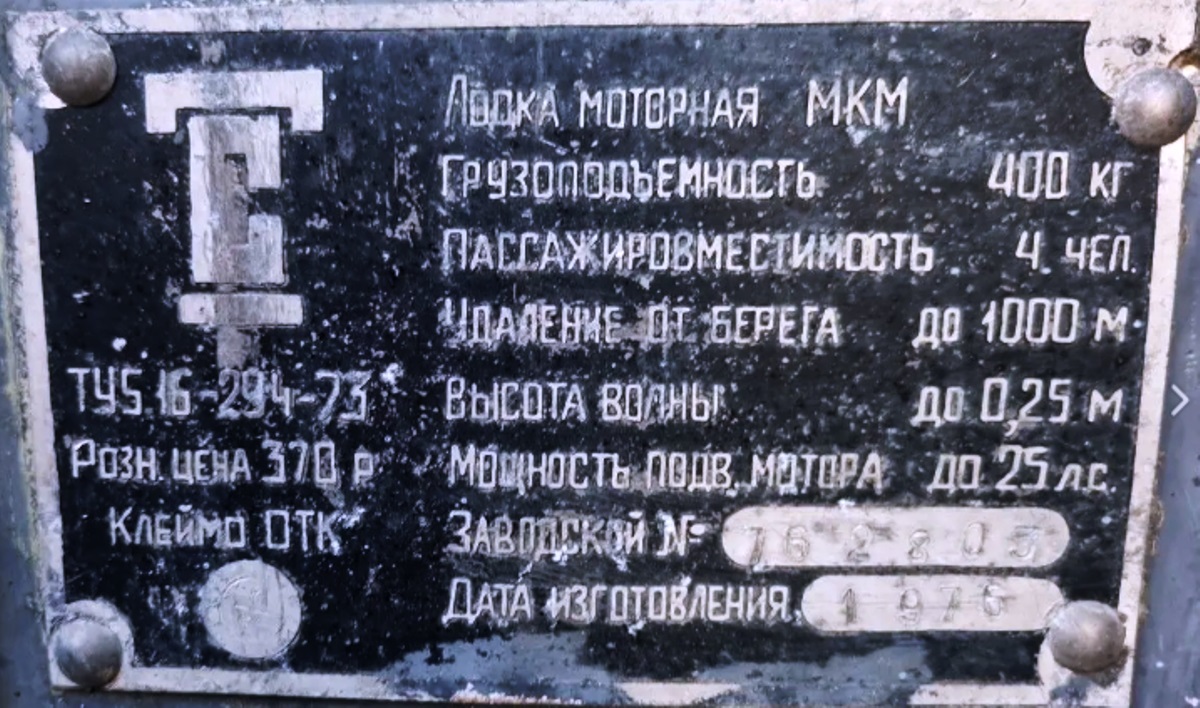 Лодка моторная МКМ
Грузоподъемность 400 кг
Пассажировместимость 4 чел.
Удаление от берега до 1000 м
Высота волны до 0,25 м
Мощность подв. мотора до 25 лс.
Заводской №
Дата изготовления 1976
ТУ5.16-294-73
Розн. цена 370 р
Клеймо ОТК